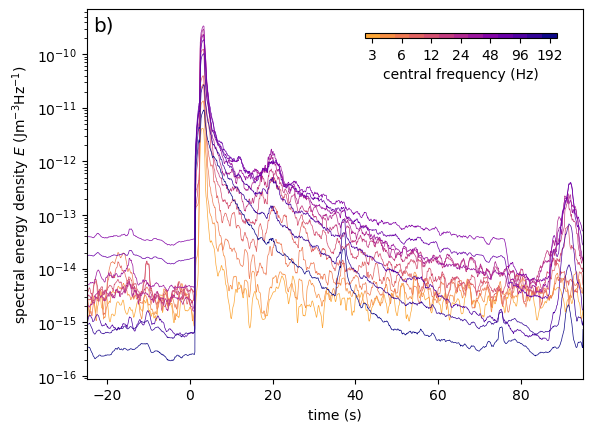 b)
3 6 12 24 48 96 192
central frequency (Hz)
spectral energy density E (Jm⁻³Hz⁻¹)
10⁻¹⁰
10⁻¹¹
10⁻¹²
10⁻¹³
10⁻¹⁴
10⁻¹⁵
10⁻¹⁶
−20 0 20 40 60 80
time (s)